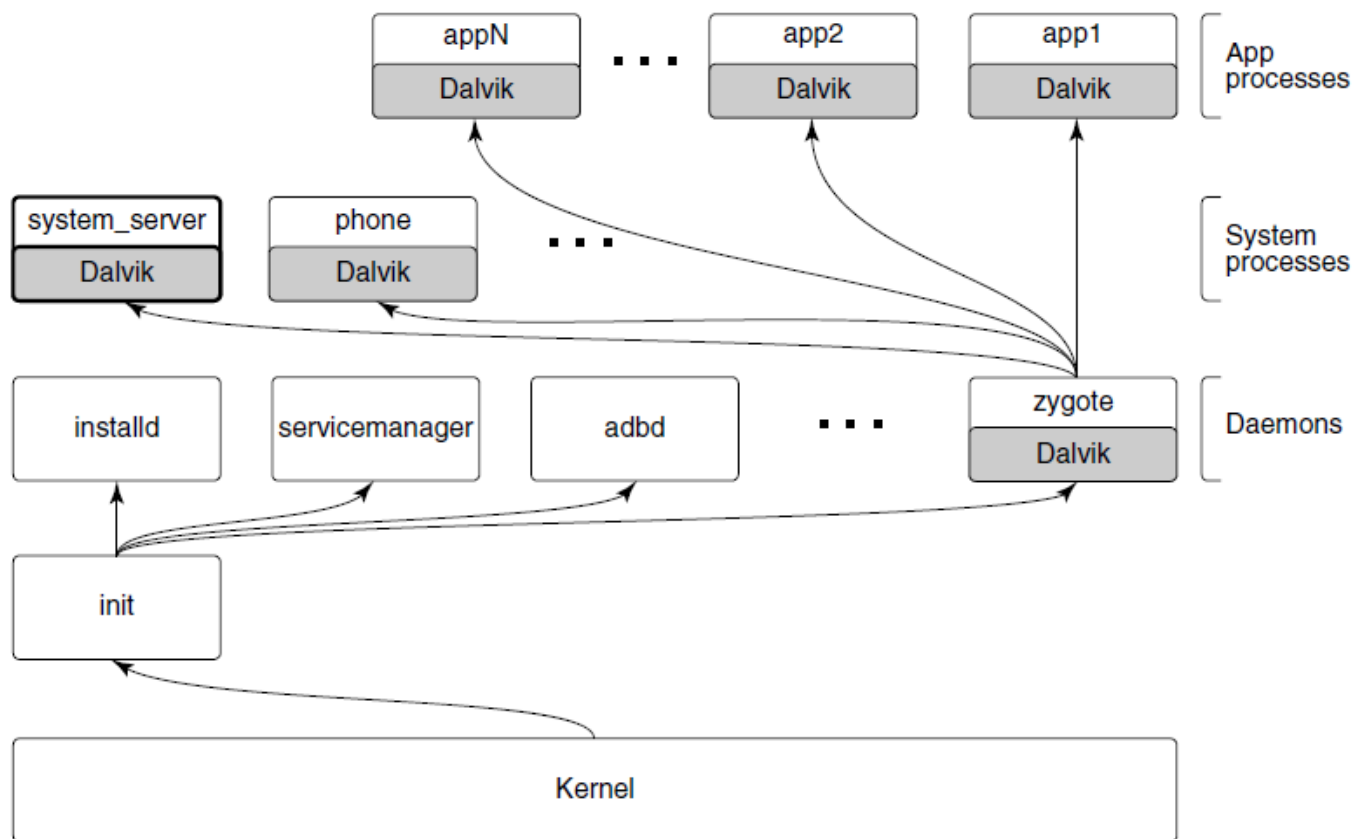 appN
app2
app1
Dalvik
Dalvik
Dalvik
App
processes
system_server
phone
Dalvik
Dalvik
System
processes
installd
servicemanager
adbd
zygote
Dalvik
Daemons
init
Kernel